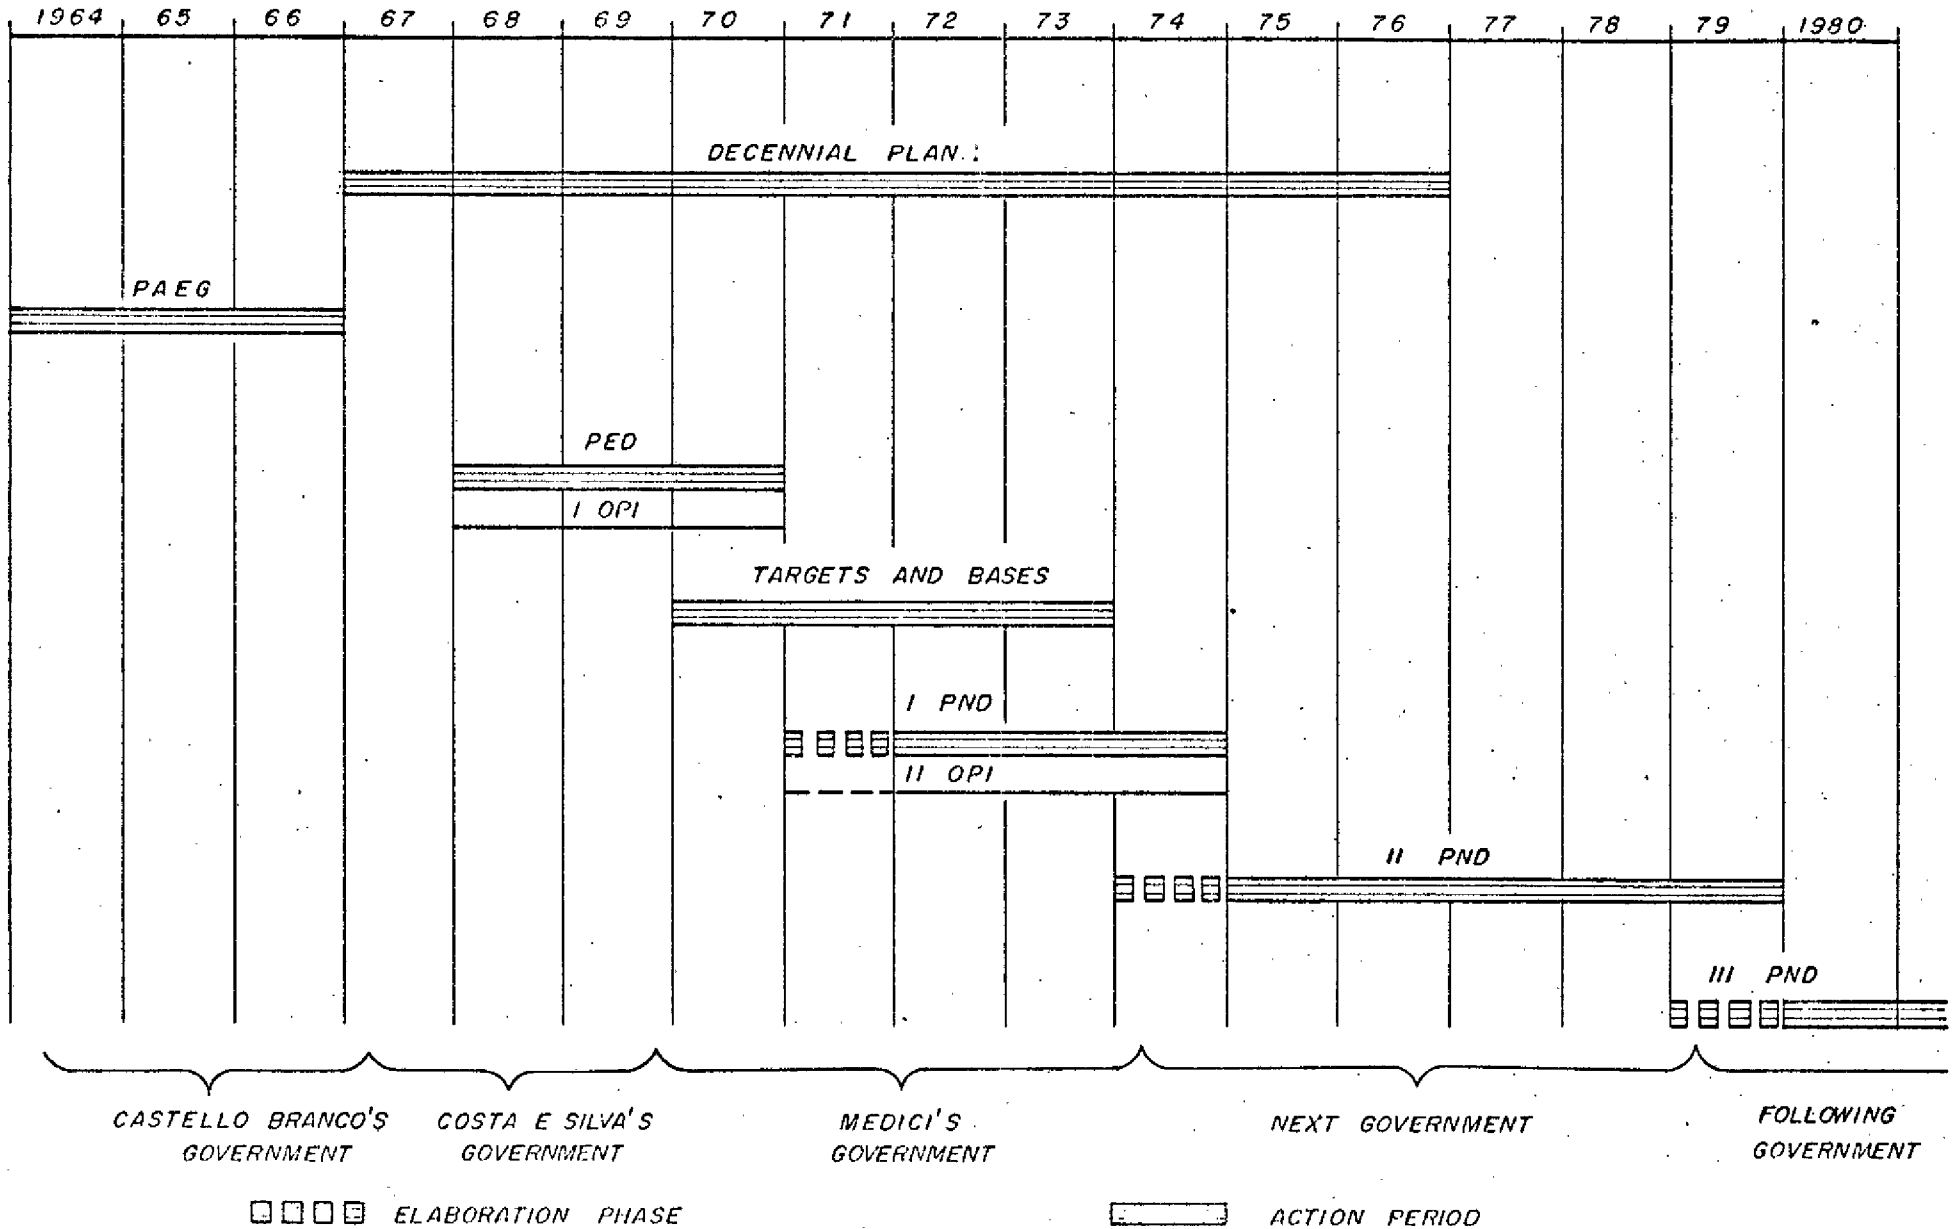 1964 65 66 67 68 69 70 71 72 73 74 75 76 77 78 79 1980
DECENNIAL PLAN.
PAEG
PED
I OPI
TARGETS AND BASES
I PND
II OPI
II PND
III PND
CASTELLO BRANCO'S
GOVERNMENT
COSTA E SILVA'S
GOVERNMENT
MEDICI'S
GOVERNMENT
NEXT GOVERNMENT
FOLLOWING
GOVERNMENT
ELABORATION PHASE
ACTION PERIOD